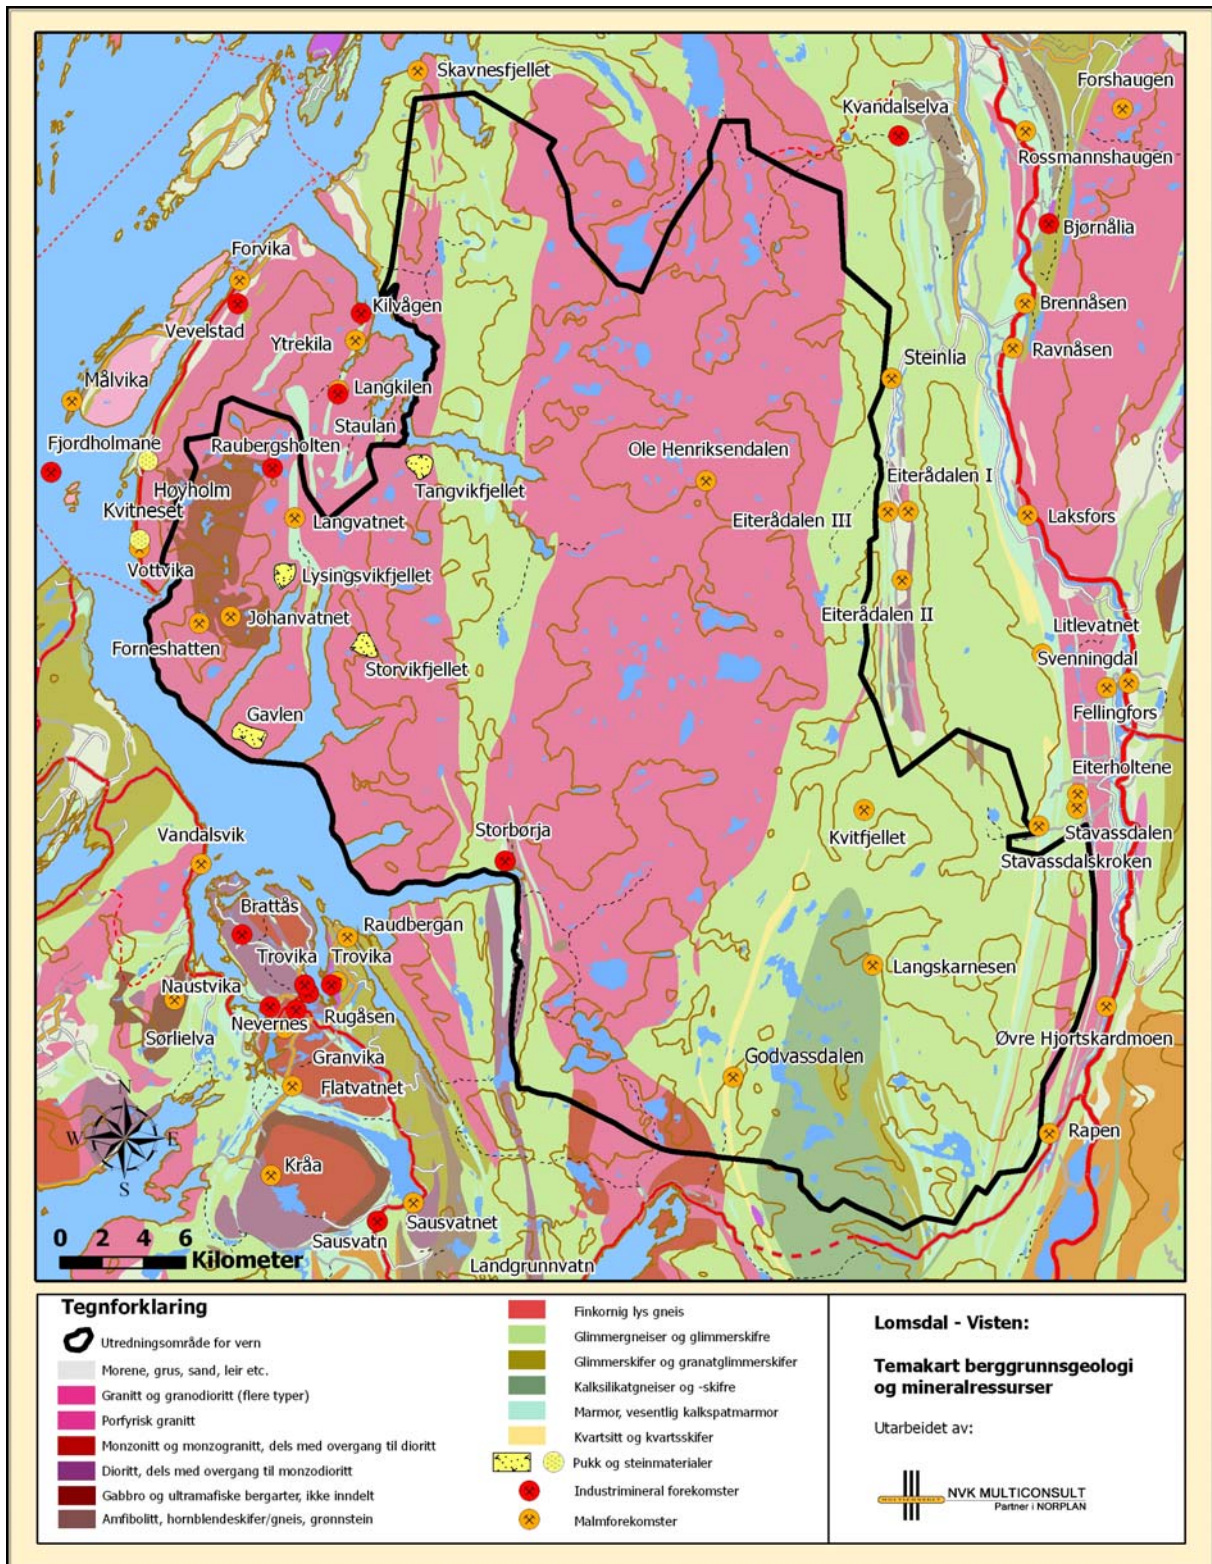 Skavnesfjellet
Forshaugen
Kvandalselva
Rossmannshaugen
Bjørnålia
Forvika
Kilvågen
Brennåsen
Vevelstad
Ytrekila
Ravnåsen
Steinlia
Målvika
Langkilen
Staulan
Fjordholmane
Raubergsholten
Ole Henriksendalen
Høyholm
Tangvikfjellet
Eiterådalen I
Kvitneset
Langvatnet
Eiterådalen III
Laksfors
Vottvika
Lysingsvikfjellet
Johanvatnet
Eiterådalen II
Litlevatnet
Forneshatten
Storvikfjellet
Svenningdal
Gavlen
Fellingfors
Eiterholtene
Vandalsvik
Storbørja
Kvitfjellet
Stavassdalen
Stavassdalskroken
Brattås
Raudbergan
Trovika
Trovika
Langskarnesen
Naustvika
Nevernes
Rugåsen
Sørlielva
Øvre Hjortskardmoen
Granvika
Godvassdalen
Flatvatnet
N
W E
S
Rapen
Kråa
Sausvatnet
Sausvatn
Landgrunnvatn
0 2 4 6
Kilometer
Tegnforklaring
Utredningsområde for vern
Morene, grus, sand, leir etc.
Granitt og granodioritt (flere typer)
Porfyrisk granitt
Monzonitt og monzogranitt, dels med overgang til dioritt
Dioritt, dels med overgang til monzodioritt
Gabbro og ultramafiske bergarter, ikke inndelt
Amfibolitt, hornblendeskifer/gneis, grønnstein
Finkornig lys gneis
Glimmergneiser og glimmerskifre
Glimmerskifer og granatglimmerskifer
Kalksilikatgneiser og -skifre
Marmor, vesentlig kalkspatmarmor
Kvartsitt og kvartsskifer
Pukk og steinmaterialer
Industrimineral forekomster
Malmforekomster
Lomsdal - Visten:
Temakart berggrunnsgeologi
og mineralressurser
Utarbeidet av:
MULTICONSULT
NVK MULTICONSULT
Partner i NORPLAN